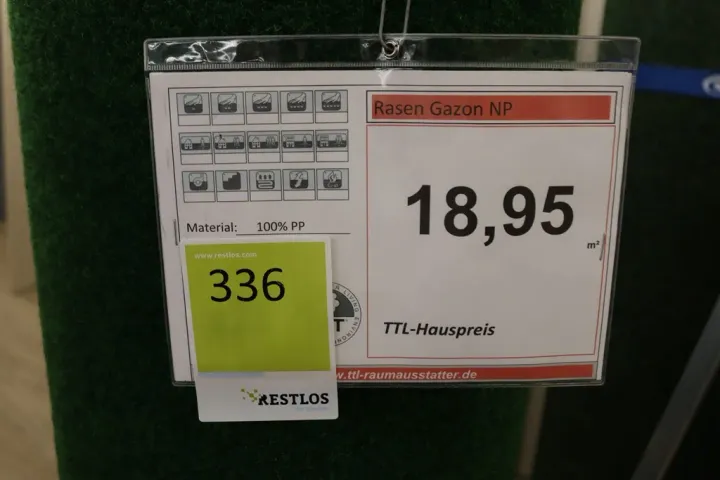 Rasen Gazon NP
18,95
m²
Material: 100% PP
TTL-Hauspreis
www.restlos.com
336
RESTLOS
w.ttl-raumausstatter.de